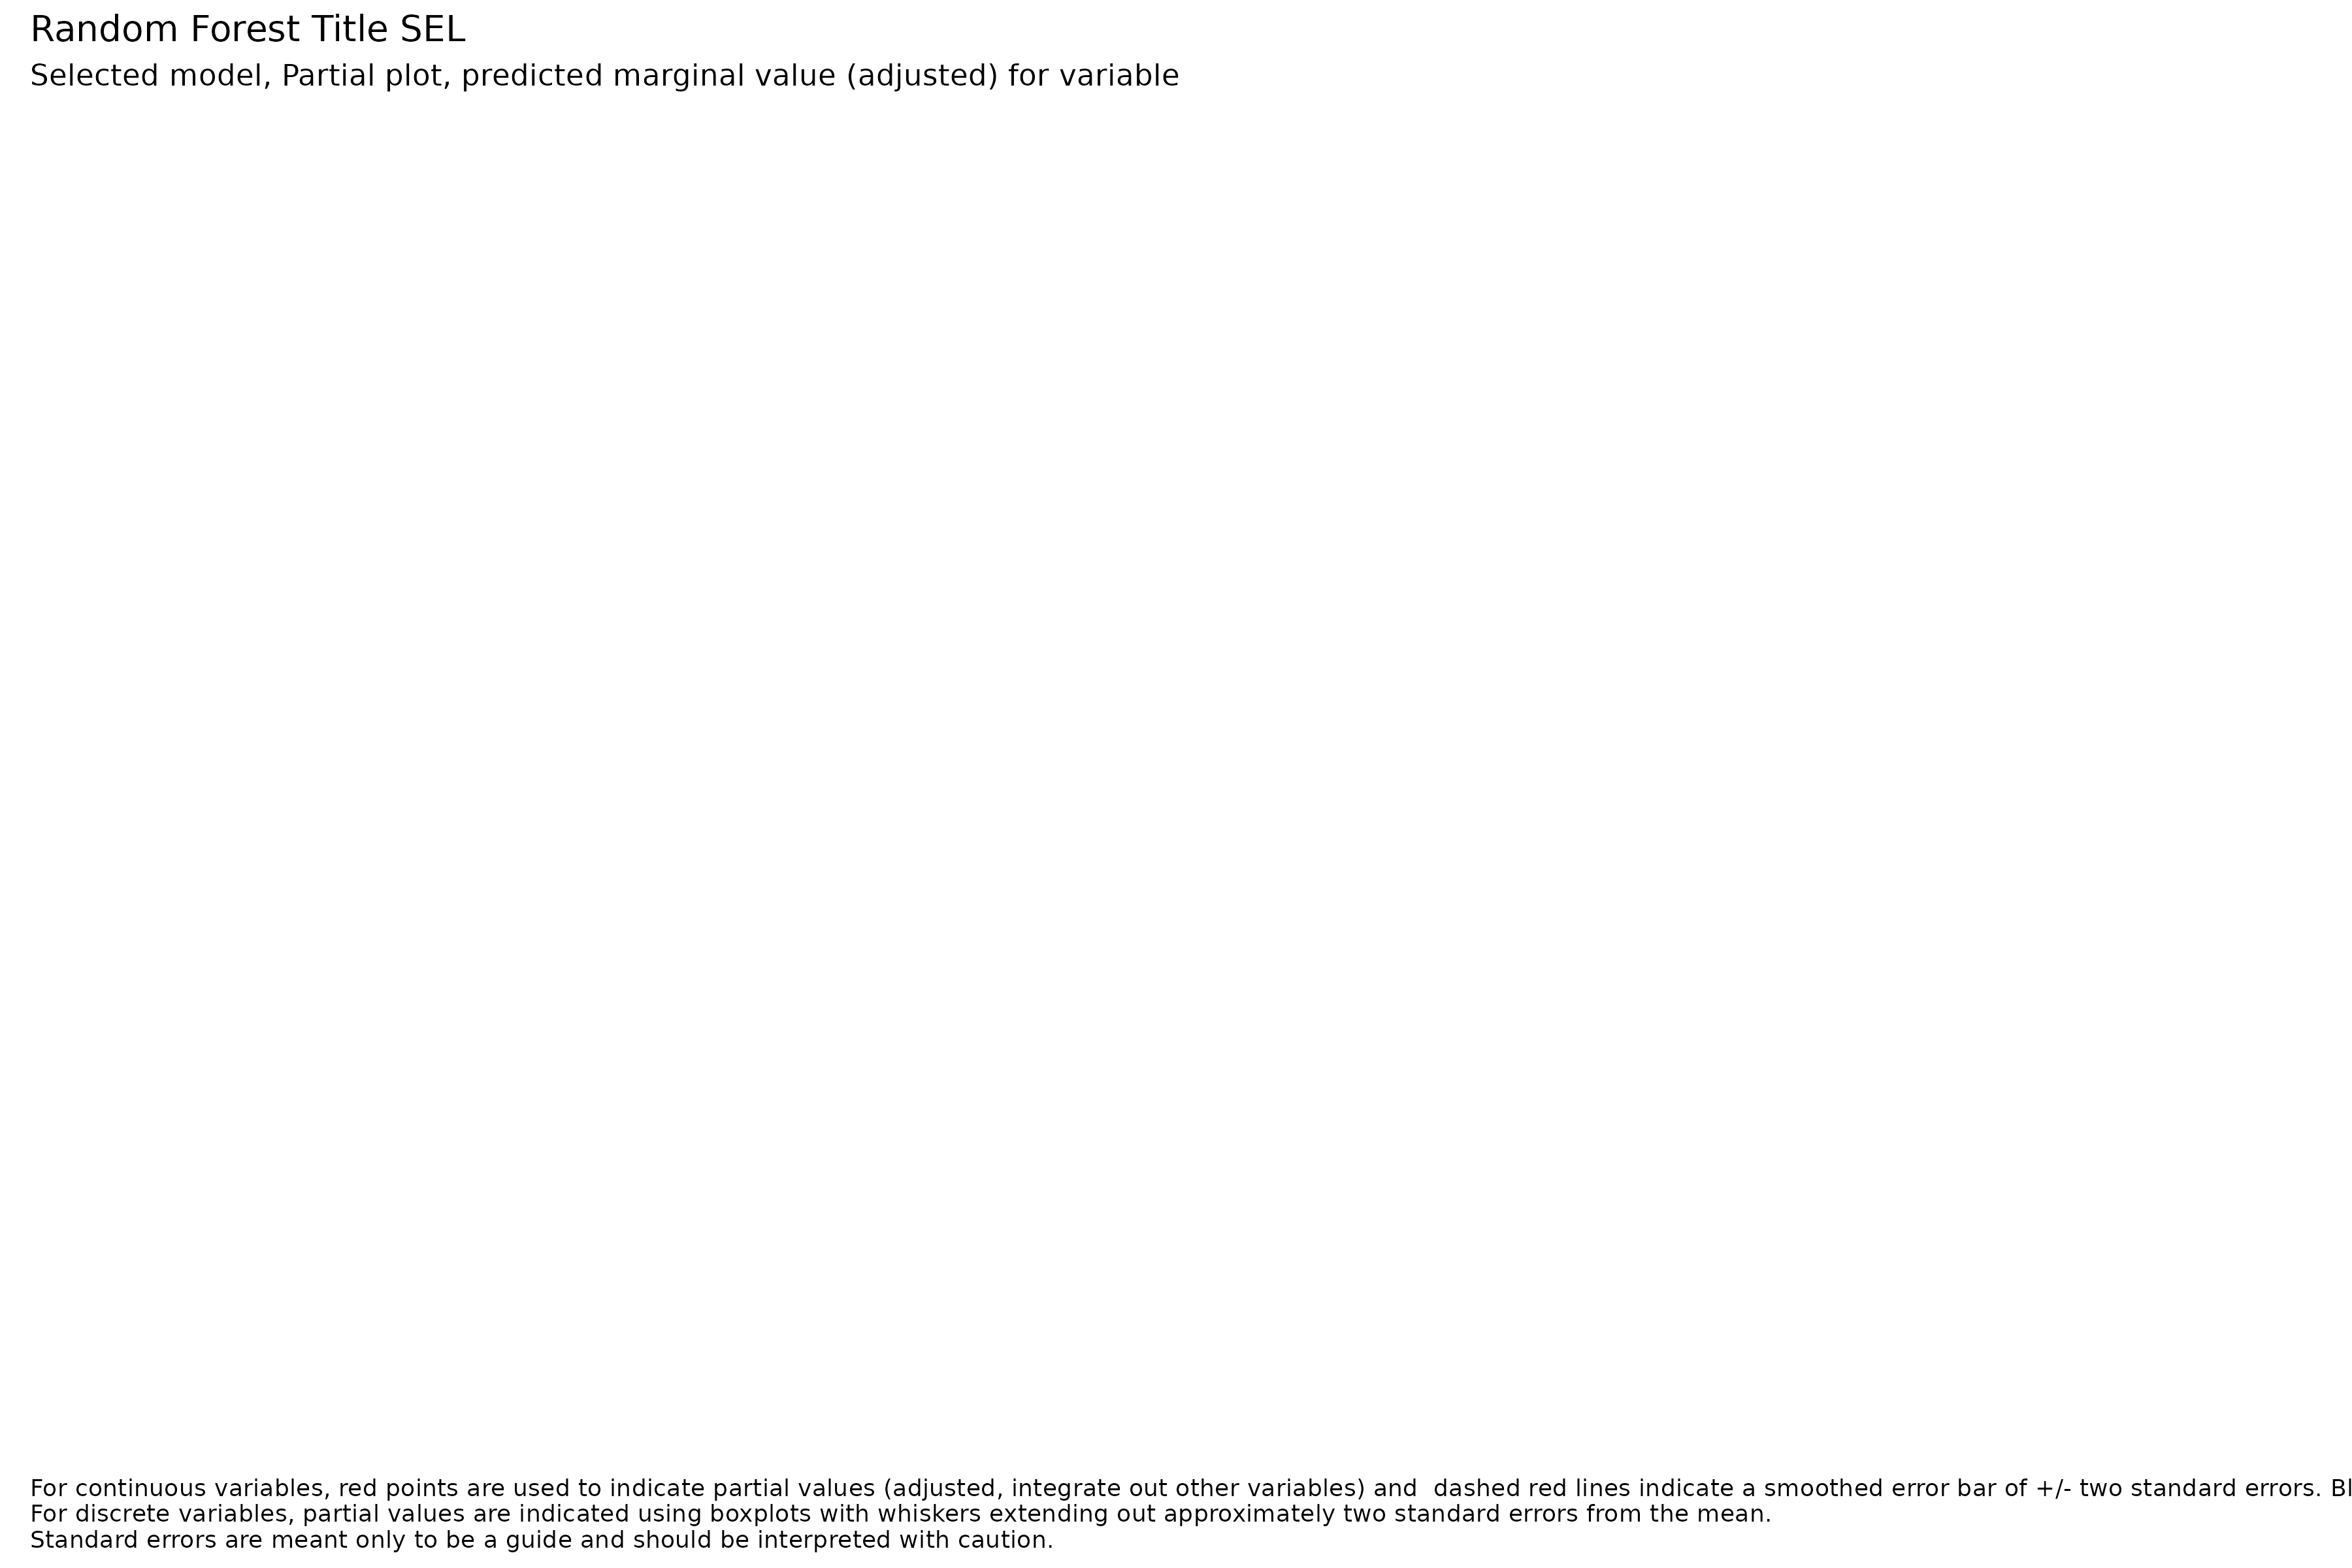 Random Forest Title SEL
Selected model, Partial plot, predicted marginal value (adjusted) for variable
For continuous variables, red points are used to indicate partial values (adjusted, integrate out other variables) and  dashed red lines indicate a smoothed error bar of +/- two standard errors.
For discrete variables, partial values are indicated using boxplots with whiskers extending out approximately two standard errors from the mean.
Standard errors are meant only to be a guide and should be interpreted with caution.